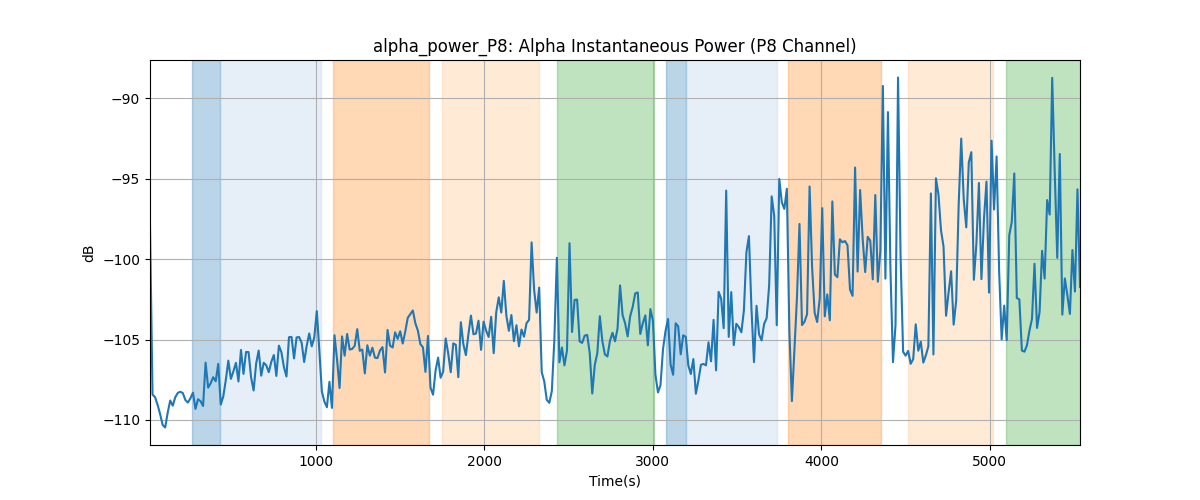 alpha_power_P8: Alpha Instantaneous Power (P8 Channel)
−90
−95
−100
−105
−110
dB
1000 2000 3000 4000 5000
Time(s)